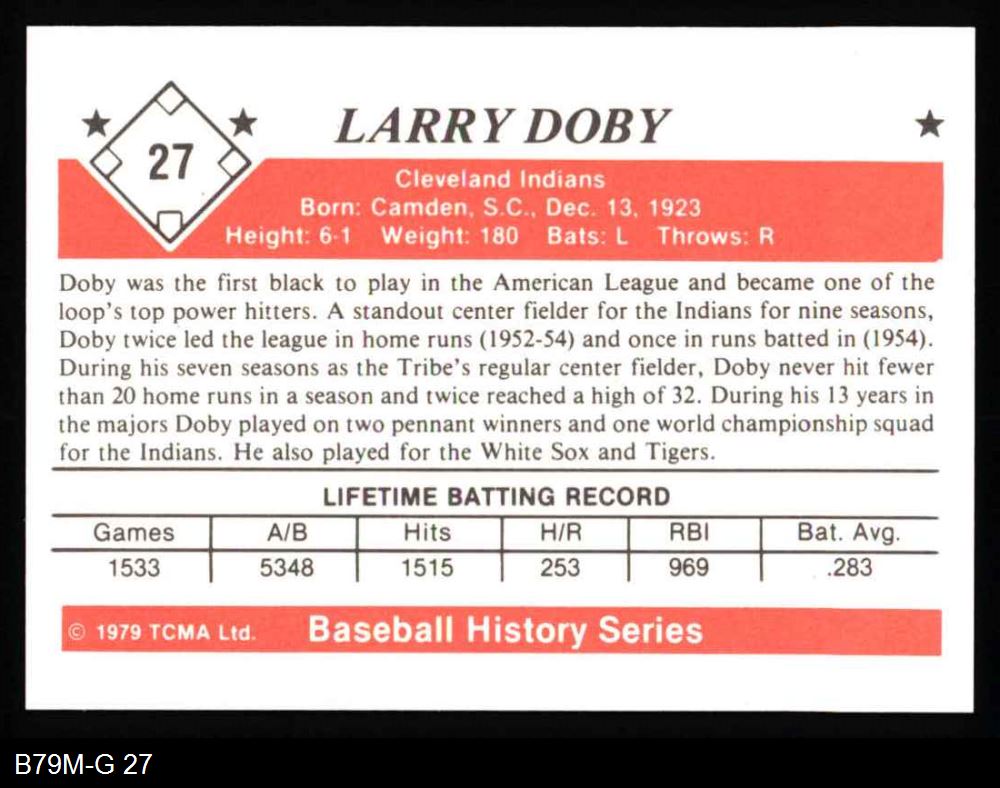 27
LARRY DOBY
Cleveland Indians
Born: Camden, S.C., Dec. 13, 1923
Height: 6-1 Weight: 180 Bats: L Throws: R
Doby was the first black to play in the American League and became one of the
loop's top power hitters. A standout center fielder for the Indians for nine seasons,
Doby twice led the league in home runs (1952-54) and once in runs batted in (1954).
During his seven seasons as the Tribe's regular center fielder, Doby never hit fewer
than 20 home runs in a season and twice reached a high of 32. During his 13 years in
the majors Doby played on two pennant winners and one world championship squad
for the Indians. He also played for the White Sox and Tigers.
LIFETIME BATTING RECORD
Games A/B Hits H/R RBI Bat. Avg.
1533 5348 1515 253 969 .283
© 1979 TCMA Ltd. Baseball History Series
B79M-G 27